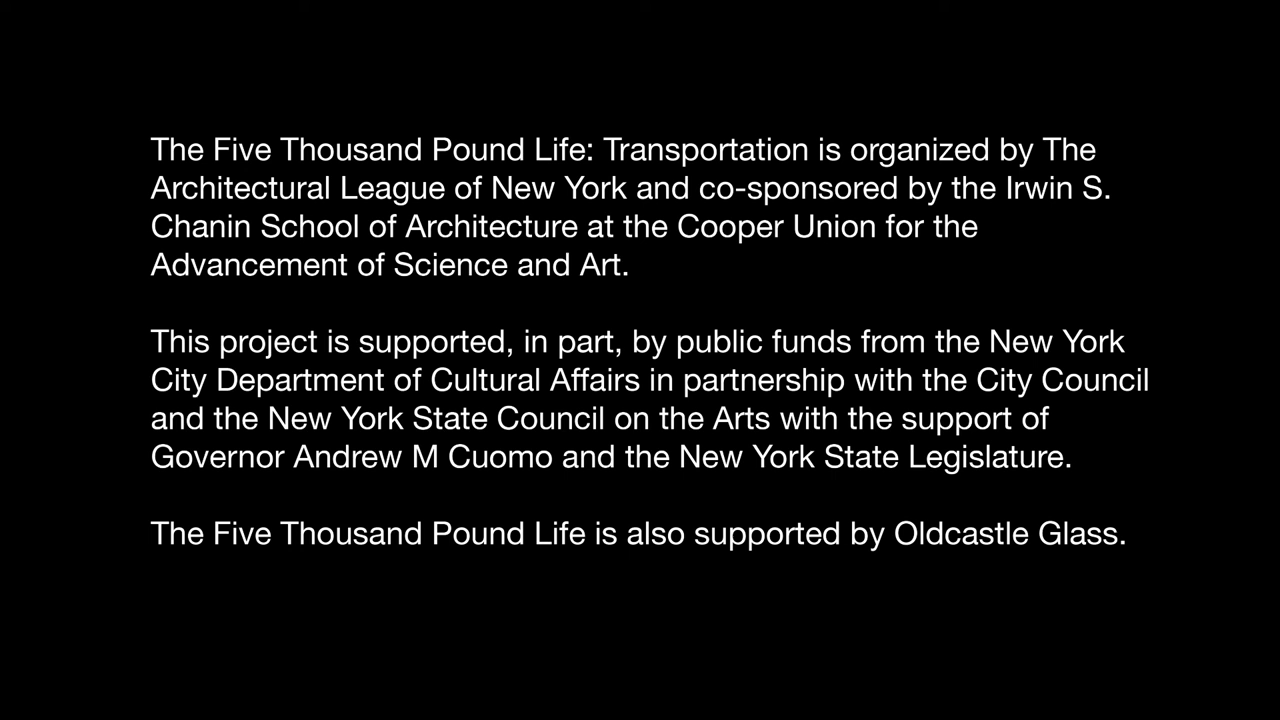 The Five Thousand Pound Life: Transportation is organized by The
Architectural League of New York and co-sponsored by the Irwin S.
Chanin School of Architecture at the Cooper Union for the
Advancement of Science and Art.
This project is supported, in part, by public funds from the New York
City Department of Cultural Affairs in partnership with the City Council
and the New York State Council on the Arts with the support of
Governor Andrew M Cuomo and the New York State Legislature.
The Five Thousand Pound Life is also supported by Oldcastle Glass.